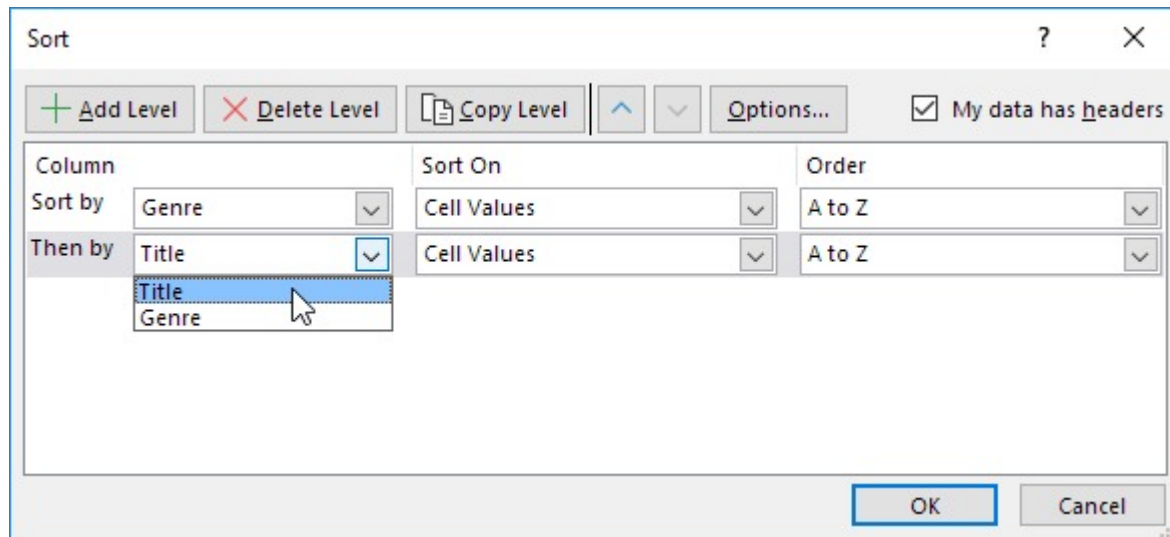 Sort ?
Add Level Delete Level Copy Level Options... My data has headers
Column Sort On Order
Sort by Genre Cell Values A to Z
Then by Title Cell Values A to Z
Title
Genre
OK Cancel